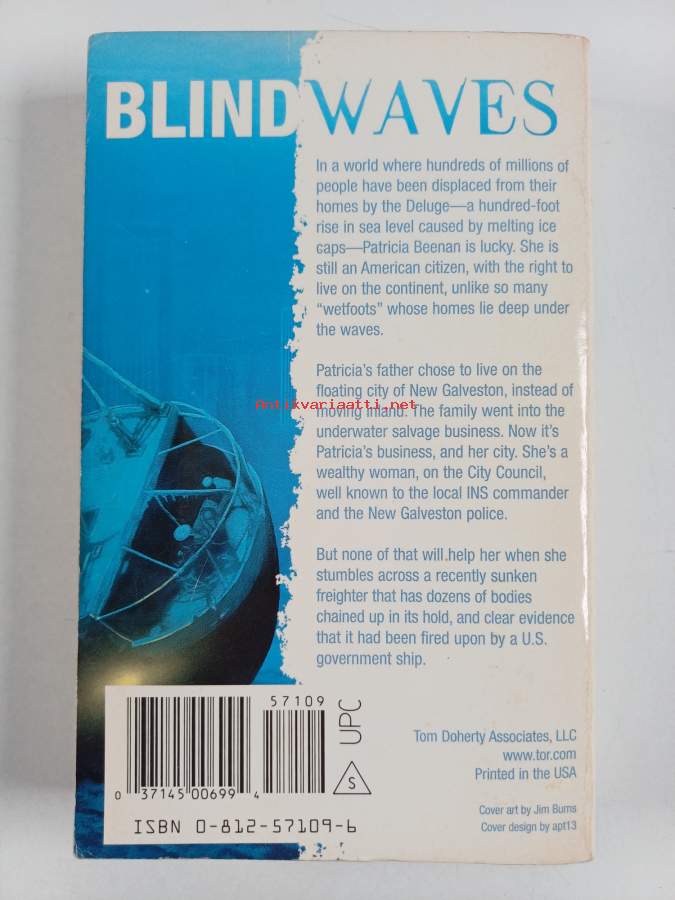 BLINDWAVES
In a world where hundreds of millions of
people have been displaced from their
homes by the Deluge—a hundred-foot
rise in sea level caused by melting ice
caps—Patricia Beenan is lucky. She is
still an American citizen, with the right to
live on the continent, unlike so many
“wetfoots” whose homes lie deep under
the waves.
Patricia’s father chose to live on the
floating city of New Galveston, instead of
Antikvariaatti.net
moving inland. The family went into the
underwater salvage business. Now it’s
Patricia’s business, and her city. She’s a
wealthy woman, on the City Council,
well known to the local INS commander
and the New Galveston police.
But none of that will help her when she
stumbles across a recently sunken
freighter that has dozens of bodies
chained up in its hold, and clear evidence
that it had been fired upon by a U.S.
government ship.
57109
UPC
S
0 37145 00699 4
ISBN 0-812-57109-6
Tom Doherty Associates, LLC
www.tor.com
Printed in the USA
Cover art by Jim Burns
Cover design by apt13